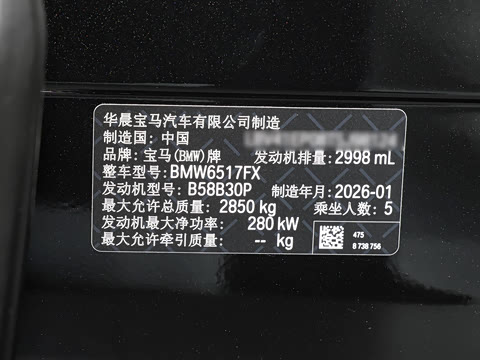 华晨宝马汽车有限公司制造
制造国: 中国
品牌: 宝马(BMW)牌 发动机排量: 2998 mL
整车型号: BMW6517FX
发动机型号: B58B30P 制造年月: 2026-01
最大允许总质量: 2850 kg 乘坐人数: 5
发动机最大净功率: 280 kW
最大允许牵引质量: -- kg
475
8 738 756